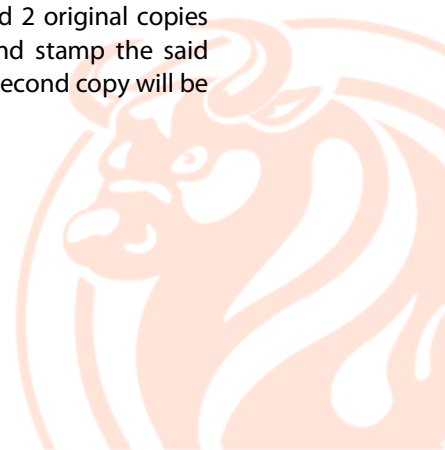 d 2 original copies
nd stamp the said
econd copy will be